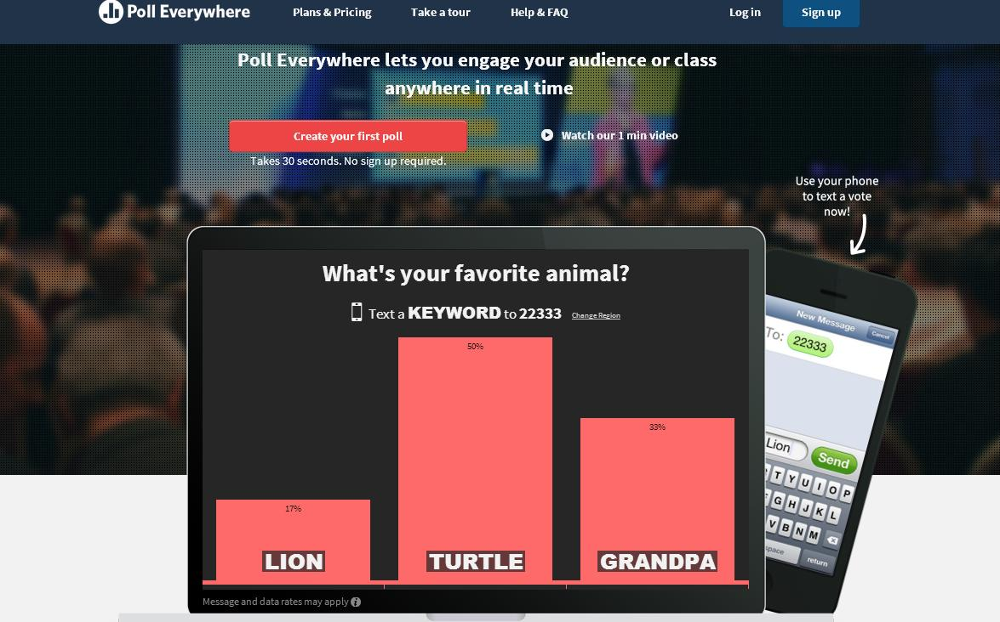 Poll Everywhere
Plans & Pricing
Take a tour
Help & FAQ
Log in
Sign up
Poll Everywhere lets you engage your audience or class
anywhere in real time
Create your first poll
Watch our 1 min video
Takes 30 seconds. No sign up required.
Use your phone
to text a vote
now!
What's your favorite animal?
Text a KEYWORD to 22333 Change Region
50%
33%
17%
LION
TURTLE
GRANDPA
Message and data rates may apply
New Message
Cancel
To: 22333
Lion
Send
T Y U I O P
G H J K L
V B N M
space
return